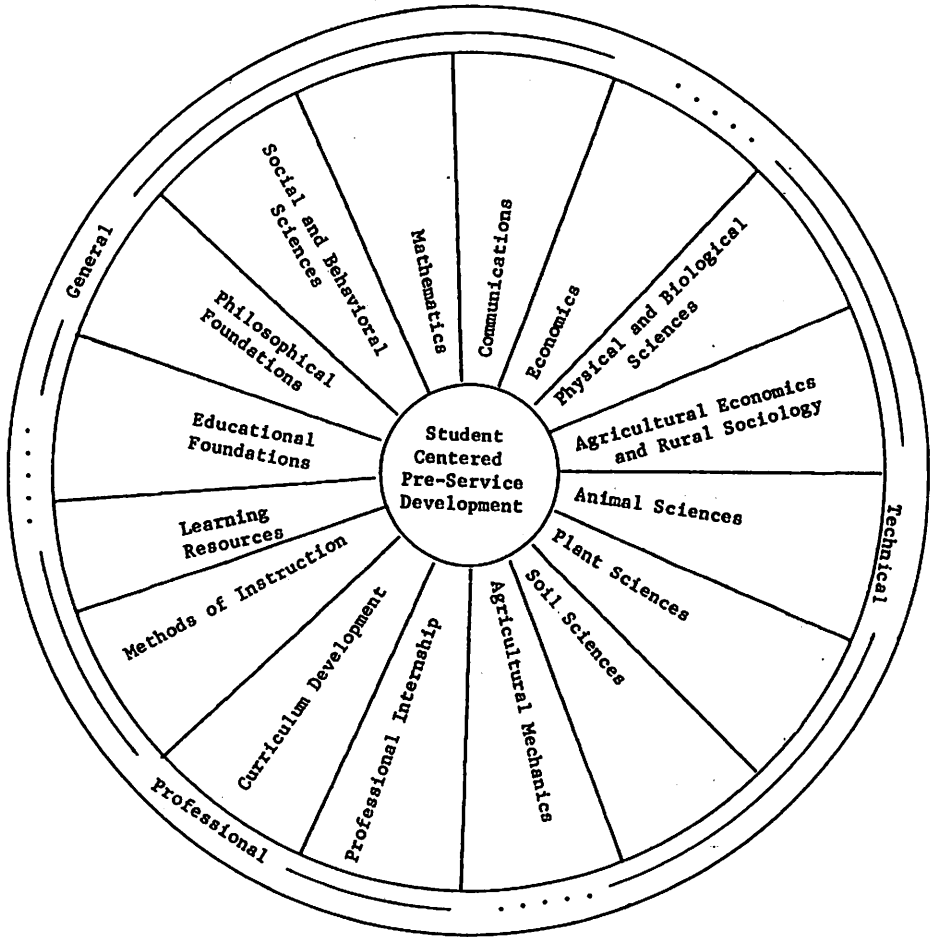 Student
Centered
Pre-Service
Development
General
Technical
Professional
Social and Behavioral
Sciences
Mathematics
Communications
Economics
Physical and Biological
Sciences
Agricultural Economics
and Rural Sociology
Animal Sciences
Plant Sciences
Soil Sciences
Agricultural Mechanics
Professional Internship
Curriculum Development
Methods of Instruction
Learning
Resources
Educational
Foundations
Philosophical
Foundations